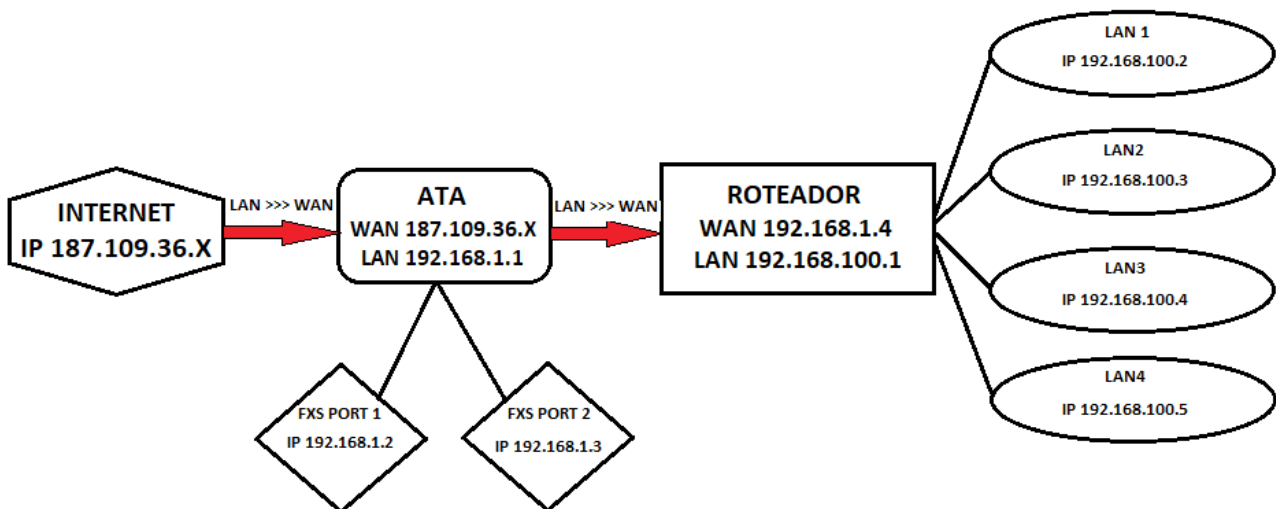 INTERNET
IP 187.109.36.X
LAN >>> WAN
ATA
WAN 187.109.36.X
LAN 192.168.1.1
FXS PORT 1
IP 192.168.1.2
FXS PORT 2
IP 192.168.1.3
LAN >>> WAN
ROTEADOR
WAN 192.168.1.4
LAN 192.168.100.1
LAN 1
IP 192.168.100.2
LAN2
IP 192.168.100.3
LAN3
IP 192.168.100.4
LAN4
IP 192.168.100.5